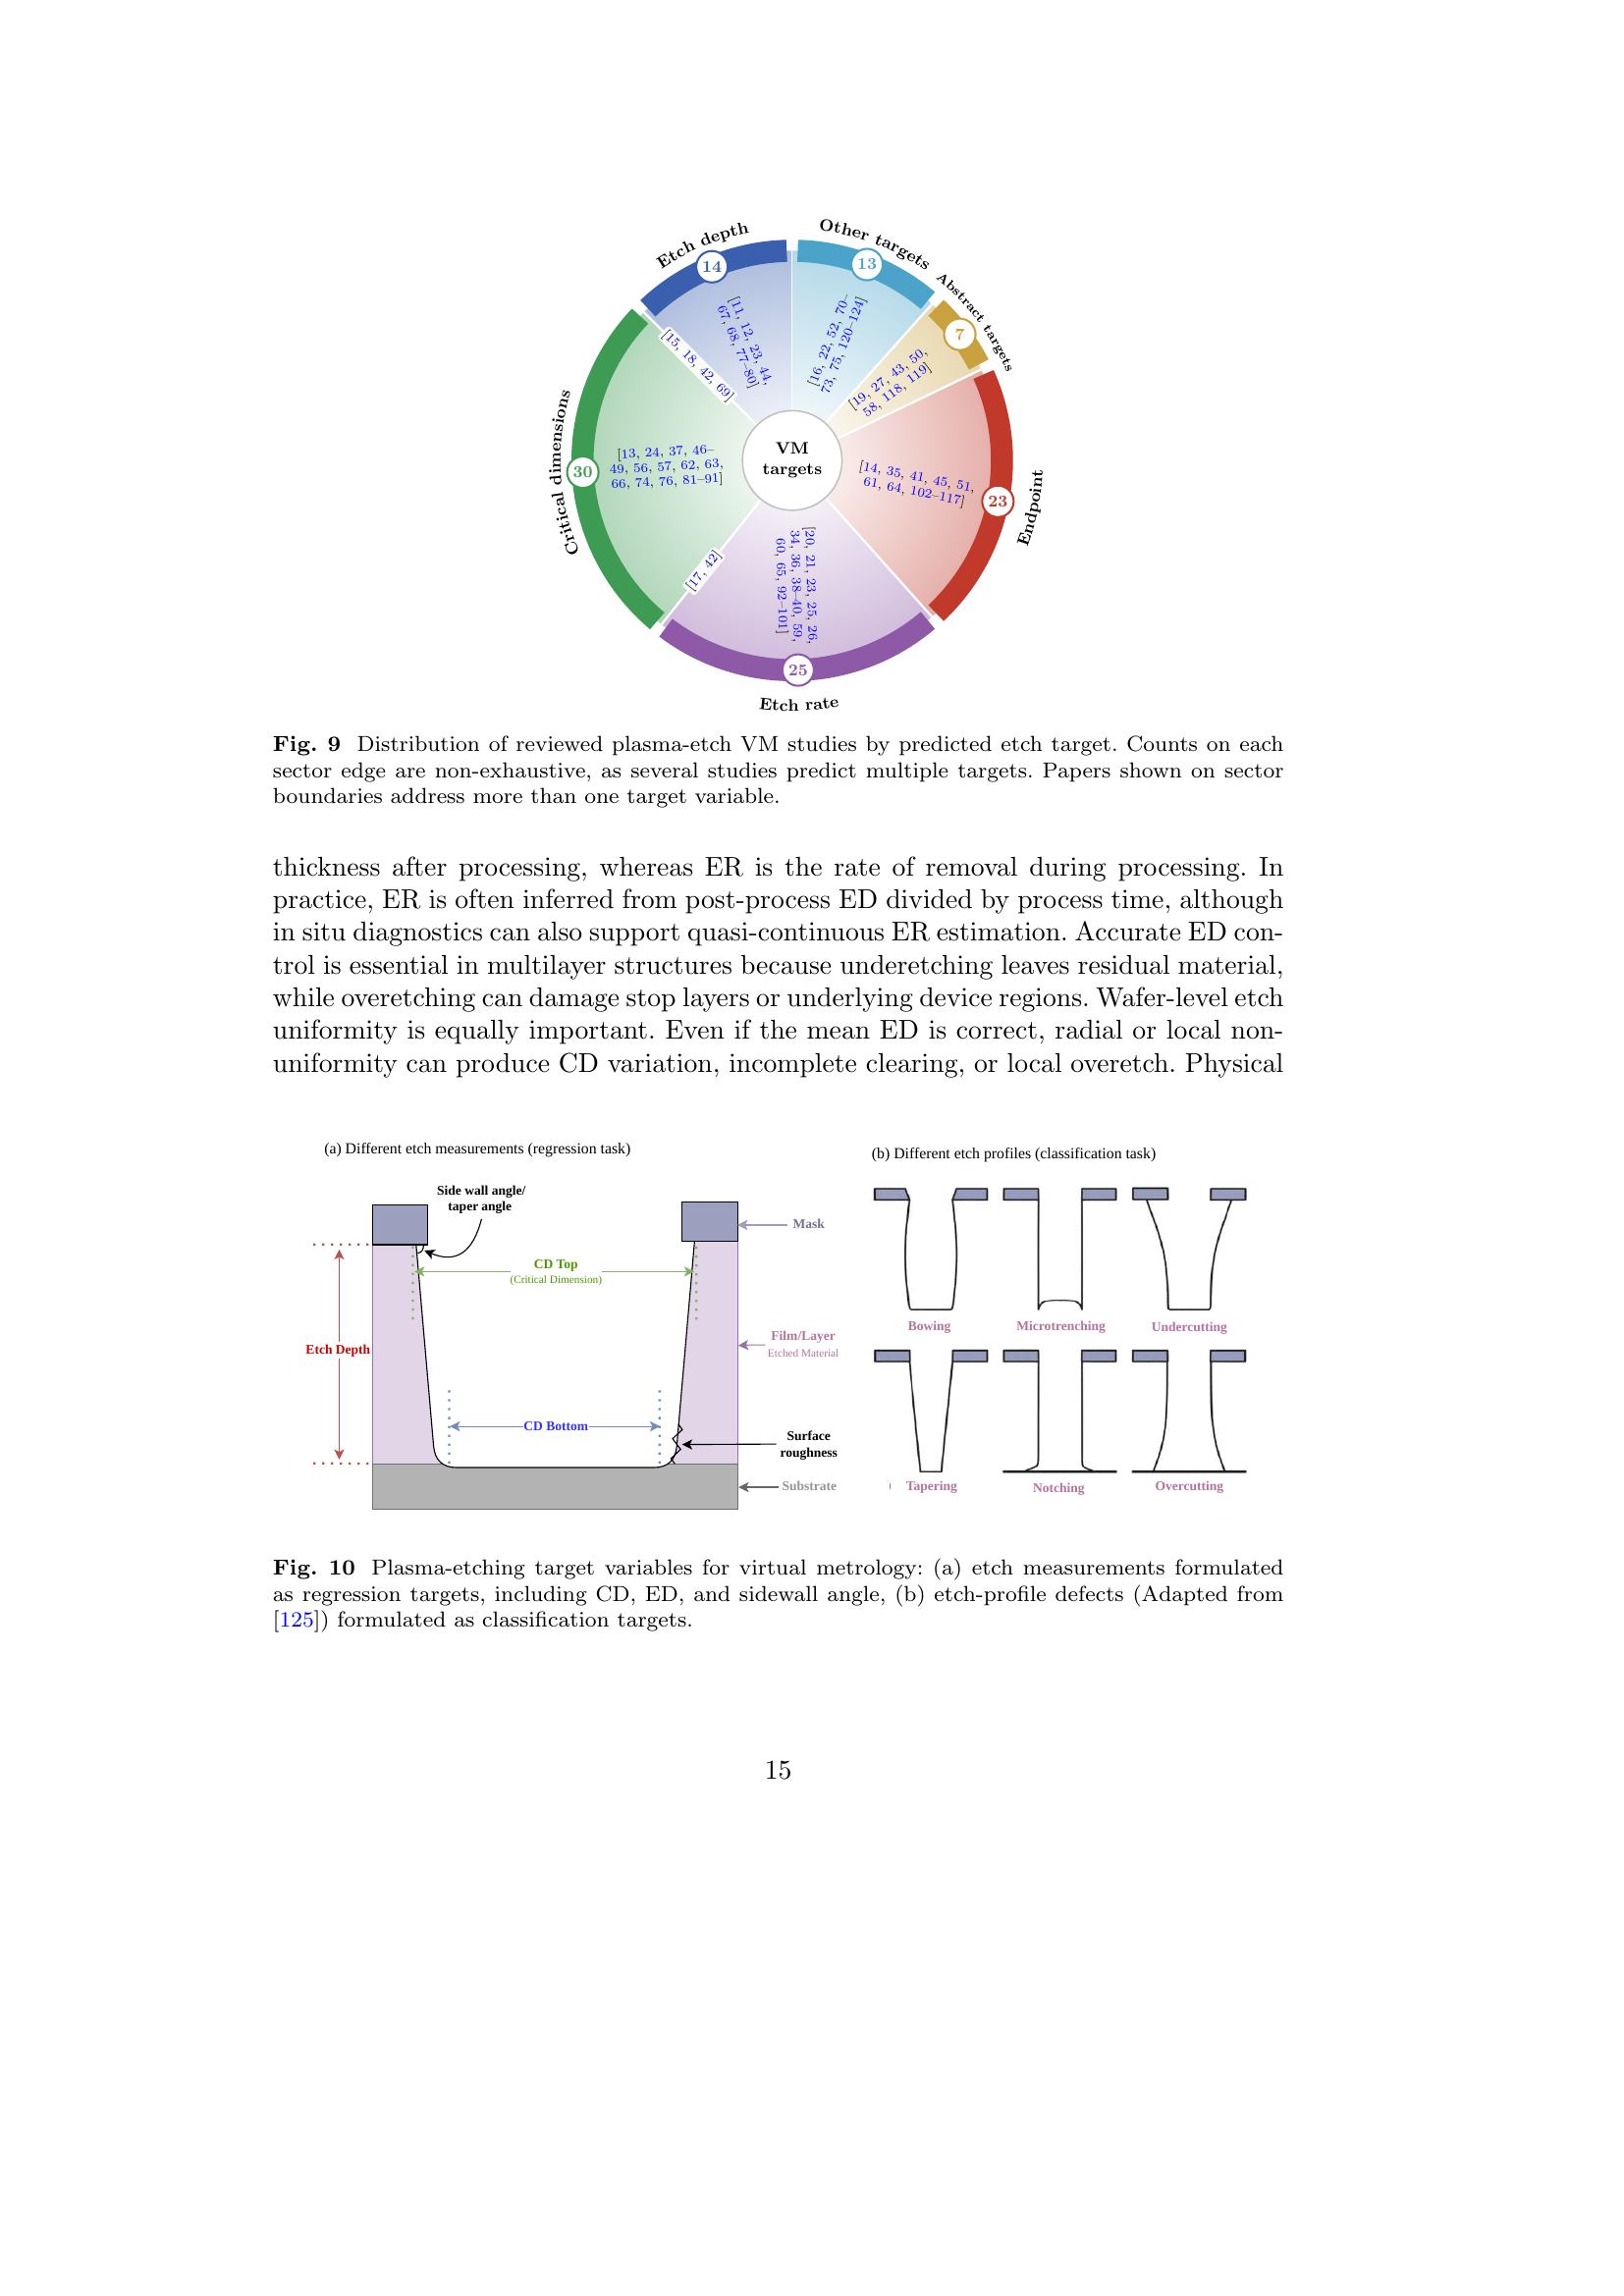 Etch depth
14
[11, 12, 23, 44,
67, 68, 77–80]
Other targets
13
[16, 22, 52, 70–
73, 75, 120–124]
Abstract targets
7
[19, 27, 43, 50,
58, 118, 119]
[15, 18, 42, 69]
Critical dimensions
30
[13, 24, 37, 46–
49, 56, 57, 62, 63,
66, 74, 76, 81–91]
VM
targets
Endpoint
23
[14, 35, 41, 45, 51,
61, 64, 102–117]
[17, 42]
[20, 21, 23, 25, 26,
34, 36, 38–40, 59,
60, 65, 92–101]
25
Etch rate
Fig. 9 Distribution of reviewed plasma-etch VM studies by predicted etch target. Counts on each
sector edge are non-exhaustive, as several studies predict multiple targets. Papers shown on sector
boundaries address more than one target variable.
thickness after processing, whereas ER is the rate of removal during processing. In
practice, ER is often inferred from post-process ED divided by process time, although
in situ diagnostics can also support quasi-continuous ER estimation. Accurate ED con-
trol is essential in multilayer structures because underetching leaves residual material,
while overetching can damage stop layers or underlying device regions. Wafer-level etch
uniformity is equally important. Even if the mean ED is correct, radial or local non-
uniformity can produce CD variation, incomplete clearing, or local overetch. Physical
(a) Different etch measurements (regression task)
Side wall angle/
taper angle
Mask
CD Top
(Critical Dimension)
Etch Depth
Film/Layer
Etched Material
CD Bottom
Surface
roughness
Substrate
(b) Different etch profiles (classification task)
Bowing
Microtrenching
Undercutting
Tapering
Notching
Overcutting
Fig. 10 Plasma-etching target variables for virtual metrology: (a) etch measurements formulated
as regression targets, including CD, ED, and sidewall angle, (b) etch-profile defects (Adapted from
[125]) formulated as classification targets.
15